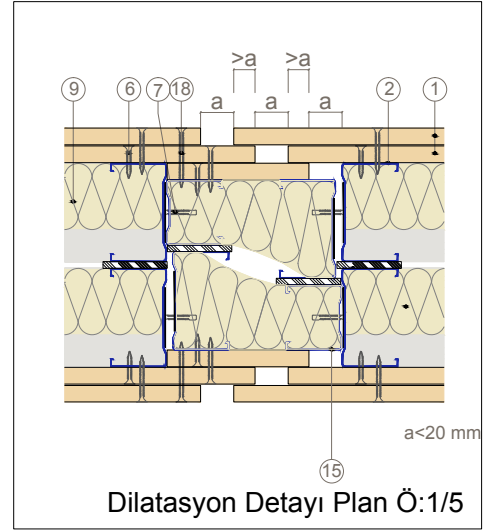 >a >a
9 6 7 18 a a a 2 1
a<20 mm
15
Dilatasyon Detayı Plan Ö:1/5